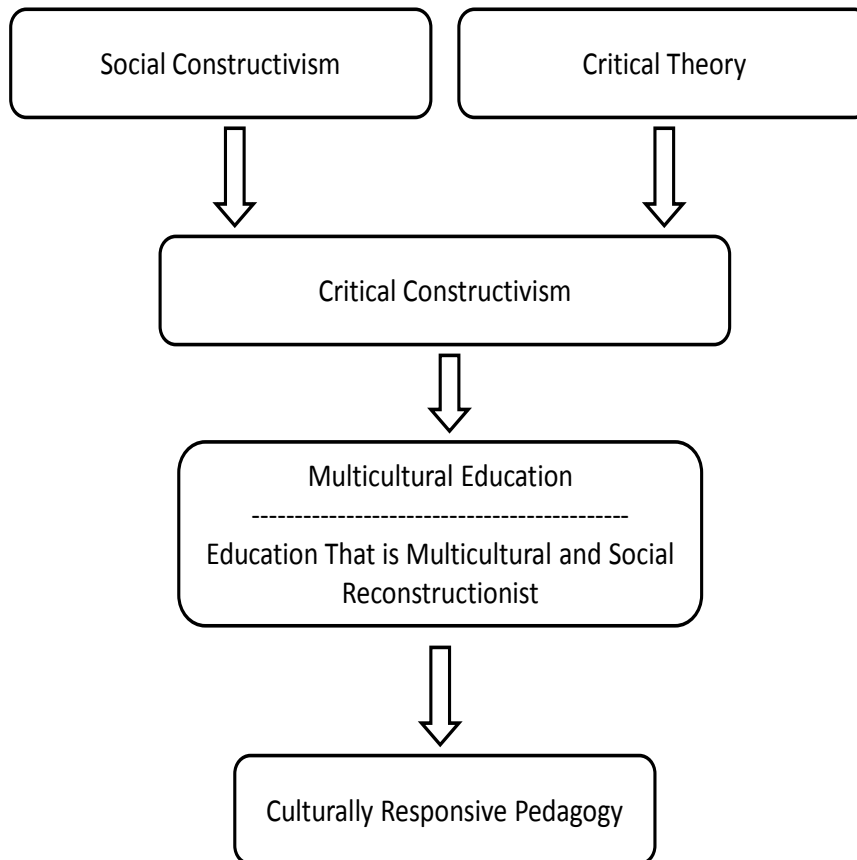 Social Constructivism
Critical Theory
Critical Constructivism
Multicultural Education
---------------------------------------------
Education That is Multicultural and Social
Reconstructionist
Culturally Responsive Pedagogy